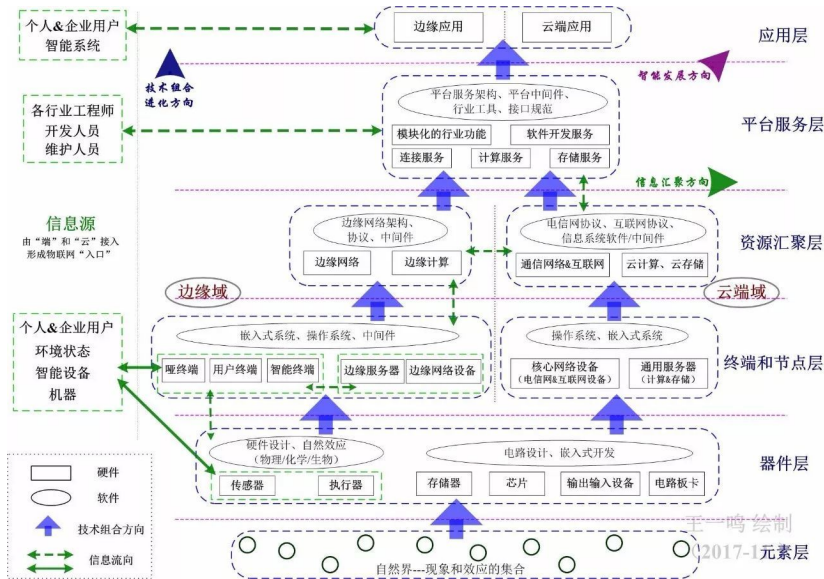 个人&企业用户
智能系统
边缘应用
云端应用
应用层
技术组合
进化方向
智能发展方向
各行业工程师
开发人员
维护人员
平台服务架构、平台中间件、
行业工具、接口规范
模块化的行业功能
软件开发服务
连接服务
计算服务
存储服务
平台服务层
信息汇聚方向
信息源
由“端”和“云”接入
形成物联网“入口”
边缘网络架构、
协议、中间件
边缘网络
边缘计算
电信网协议、互联网协议、
信息系统软件/中间件
通信网络&互联网
云计算、云存储
资源汇聚层
边缘域
云端域
个人&企业用户
环境状态
智能设备
机器
嵌入式系统、操作系统、中间件
哑终端
用户终端
智能终端
边缘服务器
边缘网络设备
操作系统、嵌入式系统
核心网络设备
(电信网&互联网设备)
通用服务器
(计算&存储)
终端和节点层
硬件设计、自然效应
(物理/化学/生物)
传感器
执行器
电路设计、嵌入式开发
存储器
芯片
输出输入设备
电路板卡
器件层
硬件
软件
技术组合方向
信息流向
自然界---现象和效应的集合
元素层
王一鸣 绘制